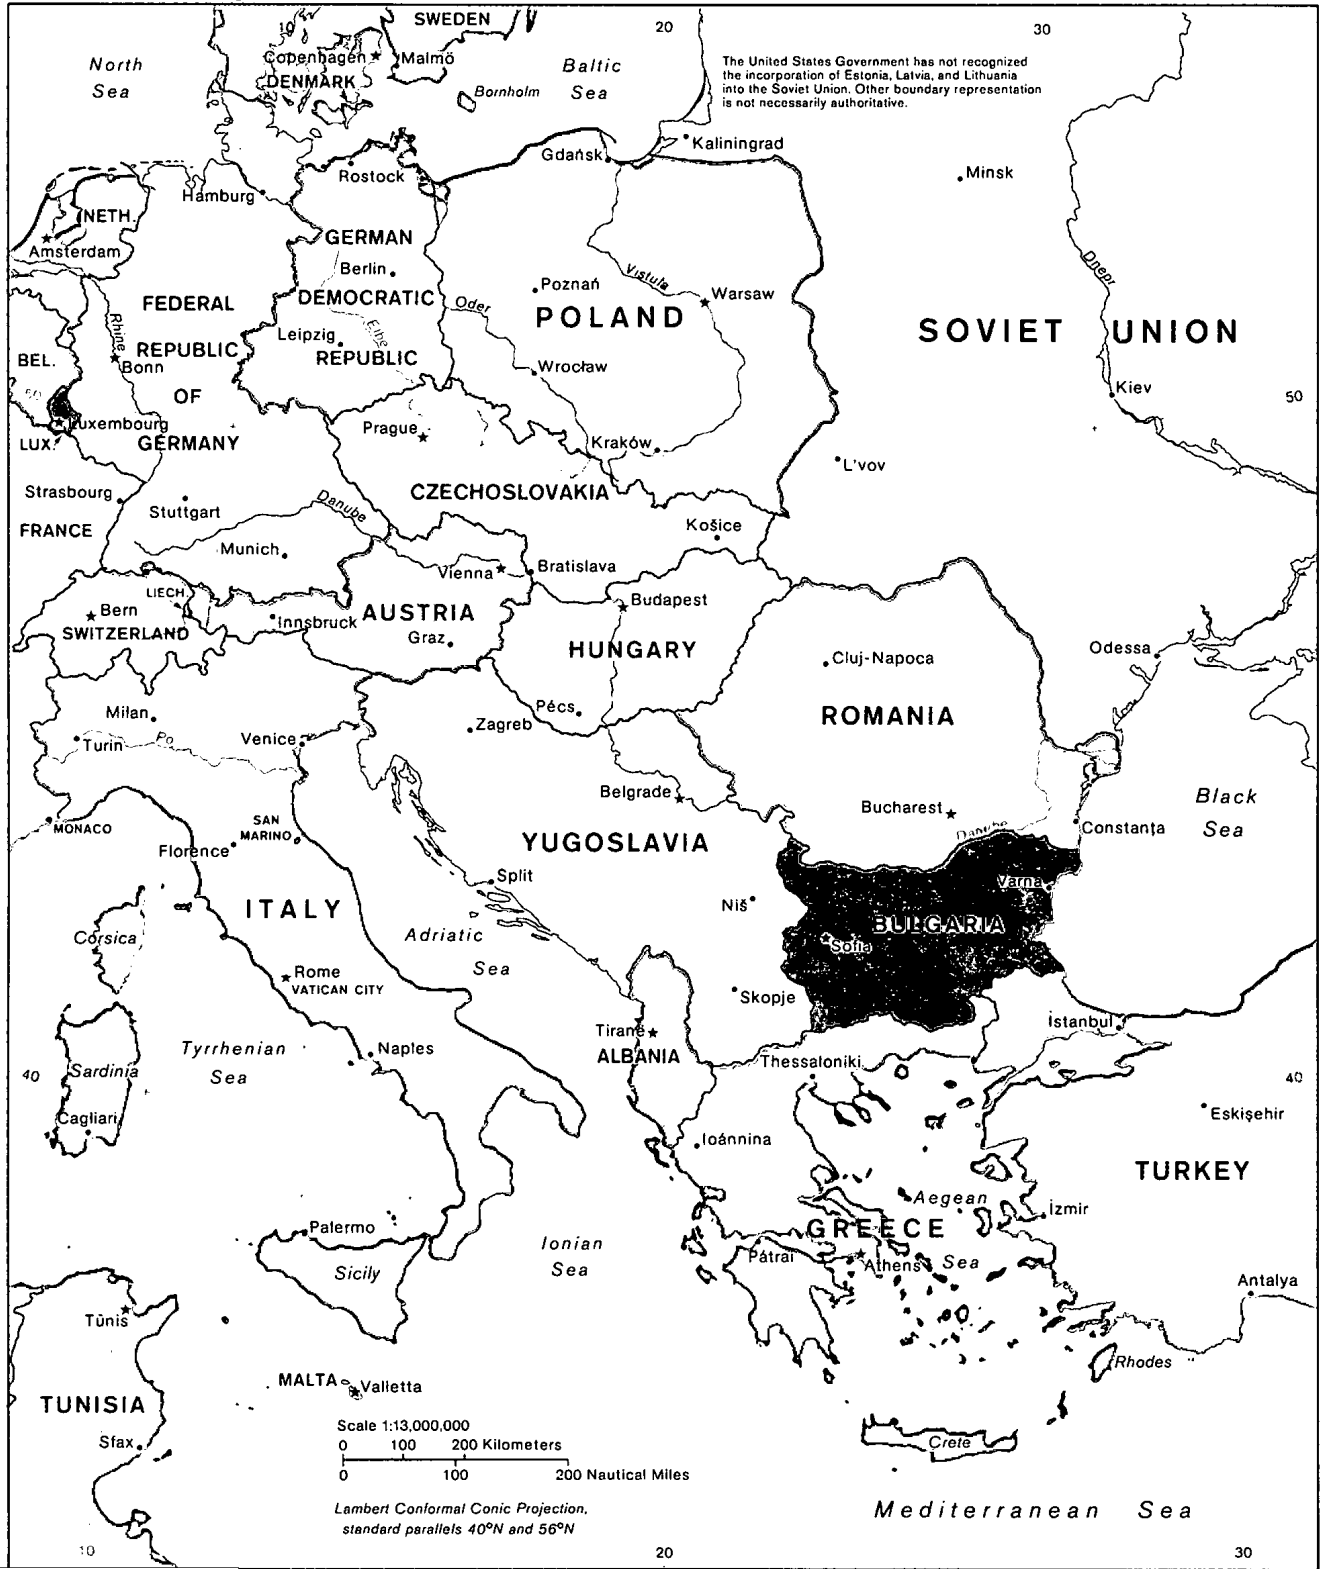 SWEDEN
10
20
30
North
Sea
Copenhagen
Malmö
DENMARK
Baltic
Sea
Bornholm
The United States Government has not recognized
the incorporation of Estonia, Latvia, and Lithuania
into the Soviet Union. Other boundary representation
is not necessarily authoritative.
Kaliningrad
Gdańsk
Minsk
Rostock
Hamburg
NETH.
Amsterdam
GERMAN
Berlin
DEMOCRATIC
Leipzig
Elbe
REPUBLIC
Oder
Poznań
Vistula
Warsaw
POLAND
Dnepr
FEDERAL
REPUBLIC
OF
GERMANY
Rhine
Bonn
SOVIET UNION
BEL.
Wrocław
Kiev
50
50
Luxembourg
LUX.
Prague
Kraków
L'vov
Strasbourg
FRANCE
Stuttgart
Danube
CZECHOSLOVAKIA
Munich
Košice
Vienna
Bratislava
LIECH.
Bern
SWITZERLAND
Innsbruck
AUSTRIA
Graz
Budapest
HUNGARY
Cluj-Napoca
Odessa
Pécs
Milan
Turin
Po
Venice
Zagreb
ROMANIA
Belgrade
Bucharest
Danube
Constanţa
Black
Sea
MONACO
SAN
MARINO
Florence
YUGOSLAVIA
Split
Niš
Varna
BULGARIA
Sofia
ITALY
Corsica
Adriatic
Sea
Rome
VATICAN CITY
Skopje
İstanbul
Tiranë
ALBANIA
Thessaloníki
Tyrrhenian
Sea
Naples
40
Sardinia
Cagliari
40
Eskişehir
Ioánnina
TURKEY
Aegean
Sea
İzmir
GREECE
Palermo
Sicily
Ionian
Sea
Pátrai
Athens
Antalya
Tūnis
Rhodes
MALTA
Valletta
TUNISIA
Sfax
Scale 1:13,000,000
0 100 200 Kilometers
0 100 200 Nautical Miles
Crete
Lambert Conformal Conic Projection,
standard parallels 40°N and 56°N
Mediterranean Sea
10
20
30